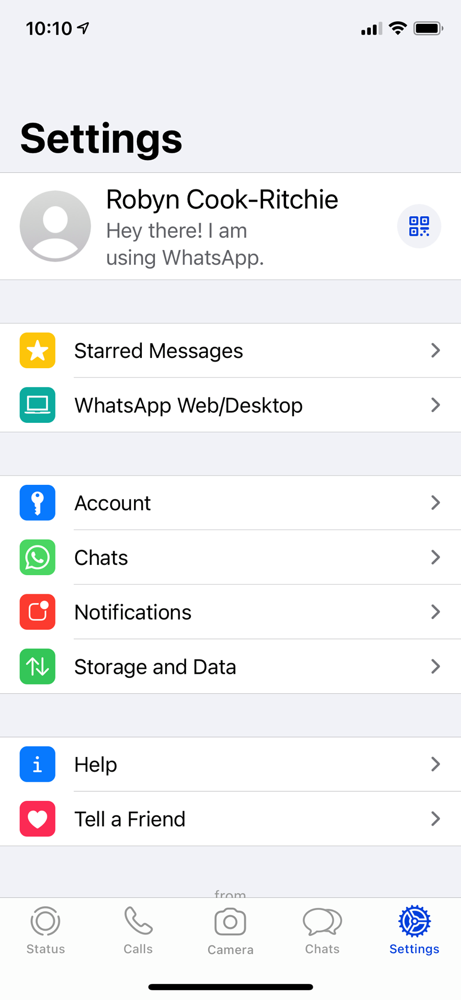 10:10
Settings
Robyn Cook-Ritchie
Hey there! I am
using WhatsApp.
Starred Messages
WhatsApp Web/Desktop
Account
Chats
Notifications
Storage and Data
Help
Tell a Friend
from
Status Calls Camera Chats Settings